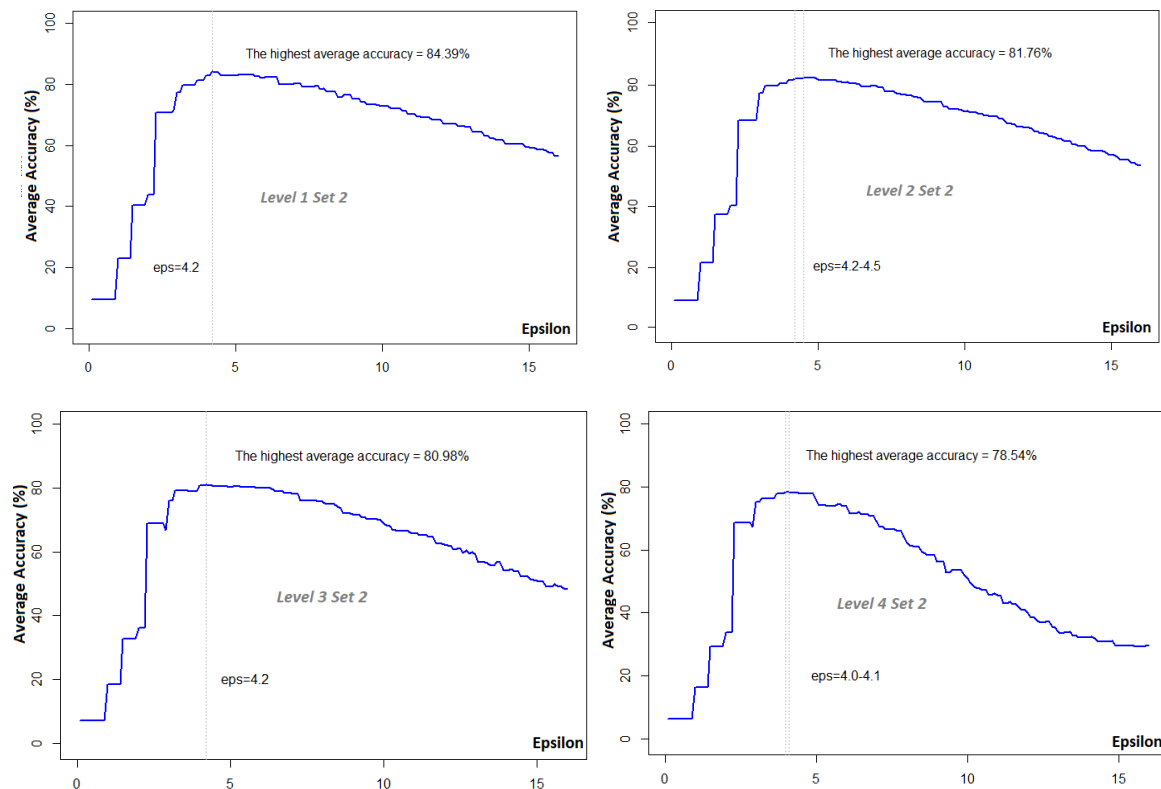 The highest average accuracy = 84.39%
Average Accuracy (%)
100
80
60
40
20
0
Level 1 Set 2
eps=4.2
Epsilon
0 5 10 15
The highest average accuracy = 81.76%
Average Accuracy (%)
100
80
60
40
20
0
Level 2 Set 2
eps=4.2-4.5
Epsilon
0 5 10 15
The highest average accuracy = 80.98%
Average Accuracy (%)
100
80
60
40
20
0
Level 3 Set 2
eps=4.2
Epsilon
0 5 10 15
The highest average accuracy = 78.54%
Average Accuracy (%)
100
80
60
40
20
0
Level 4 Set 2
eps=4.0-4.1
Epsilon
0 5 10 15